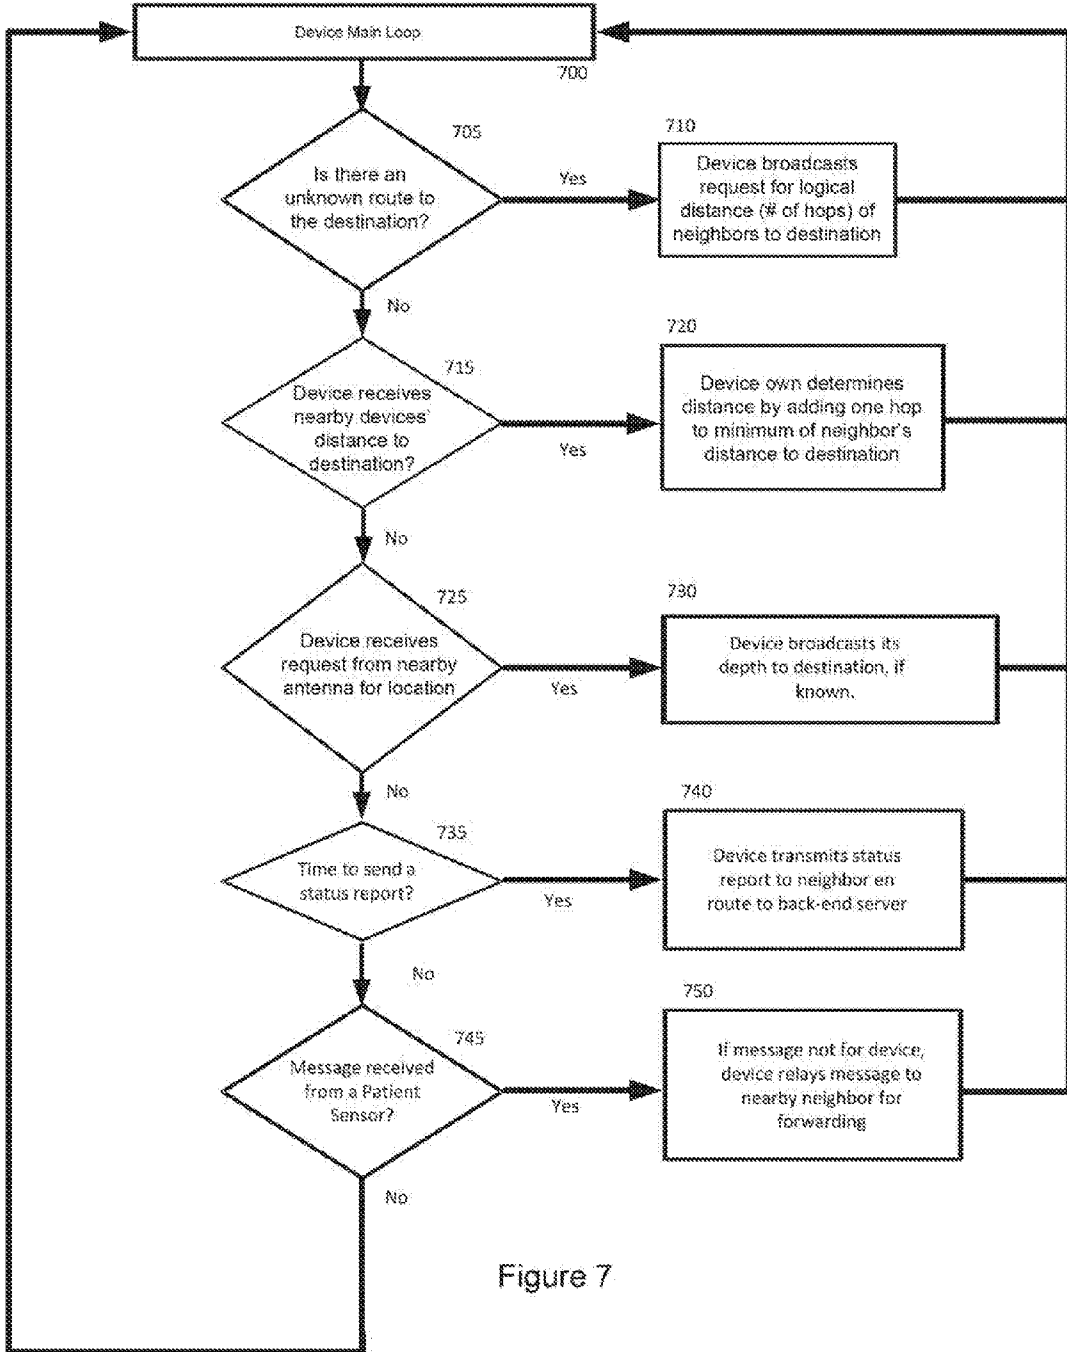 Device Main Loop
700
705
Is there an
unknown route to
the destination?
Yes
710
Device broadcasts
request for logical
distance (# of hops) of
neighbors to destination
No
715
Device receives
nearby devices'
distance to
destination?
Yes
720
Device own determines
distance by adding one hop
to minimum of neighbor's
distance to destination
No
725
Device receives
request from nearby
antenna for location
Yes
730
Device broadcasts its
depth to destination, if
known.
No
735
Time to send a
status report?
Yes
740
Device transmits status
report to neighbor en
route to back-end server
No
745
Message received
from a Patient
Sensor?
Yes
750
If message not for device,
device relays message to
nearby neighbor for
forwarding
No
Figure 7